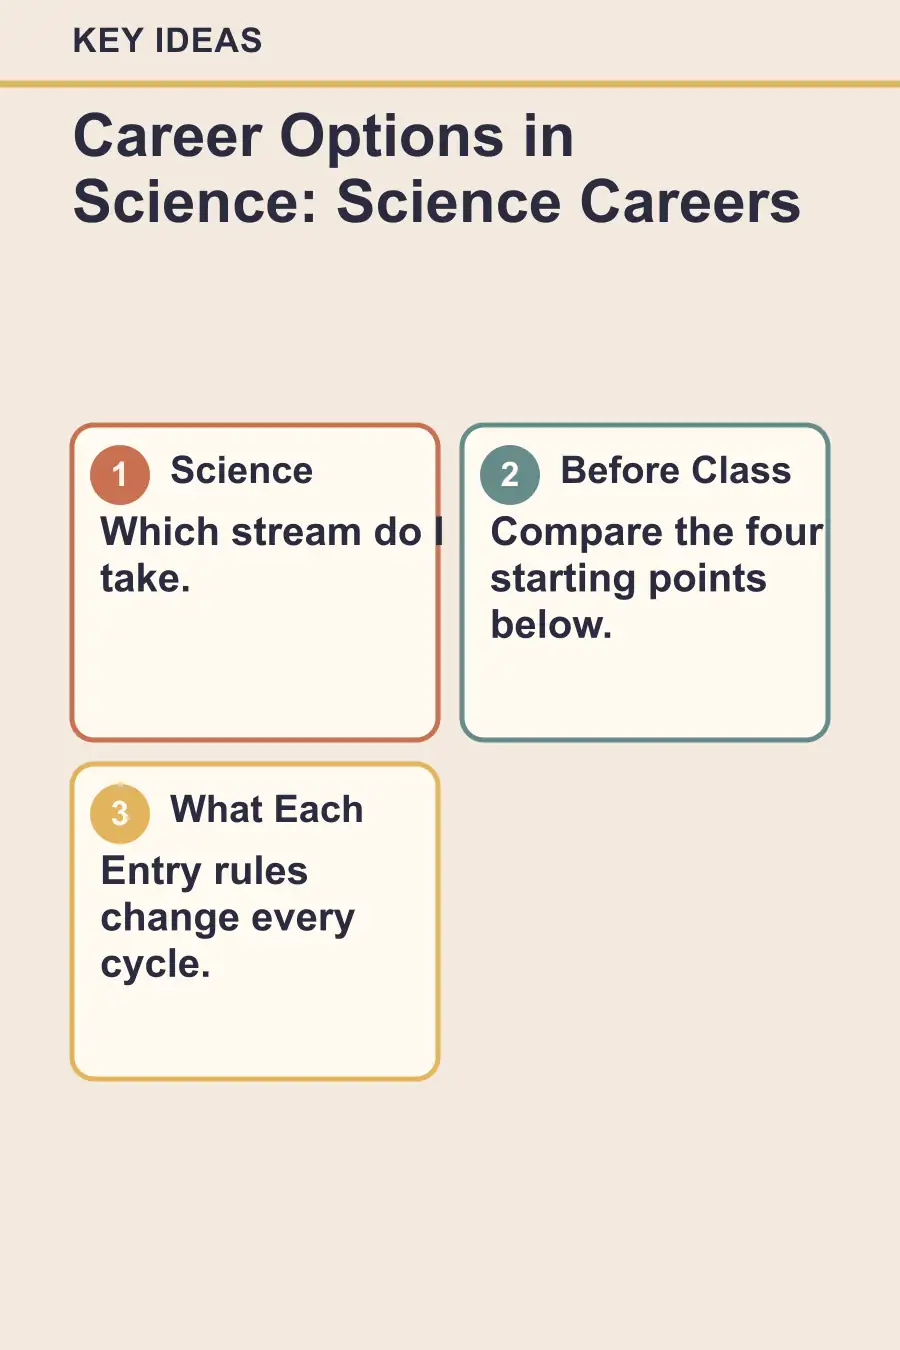 KEY IDEAS
Career Options in
Science: Science Careers
1 Science
Which stream do I
take.
2 Before Class
Compare the four
starting points
below.
3 What Each
Entry rules
change every
cycle.